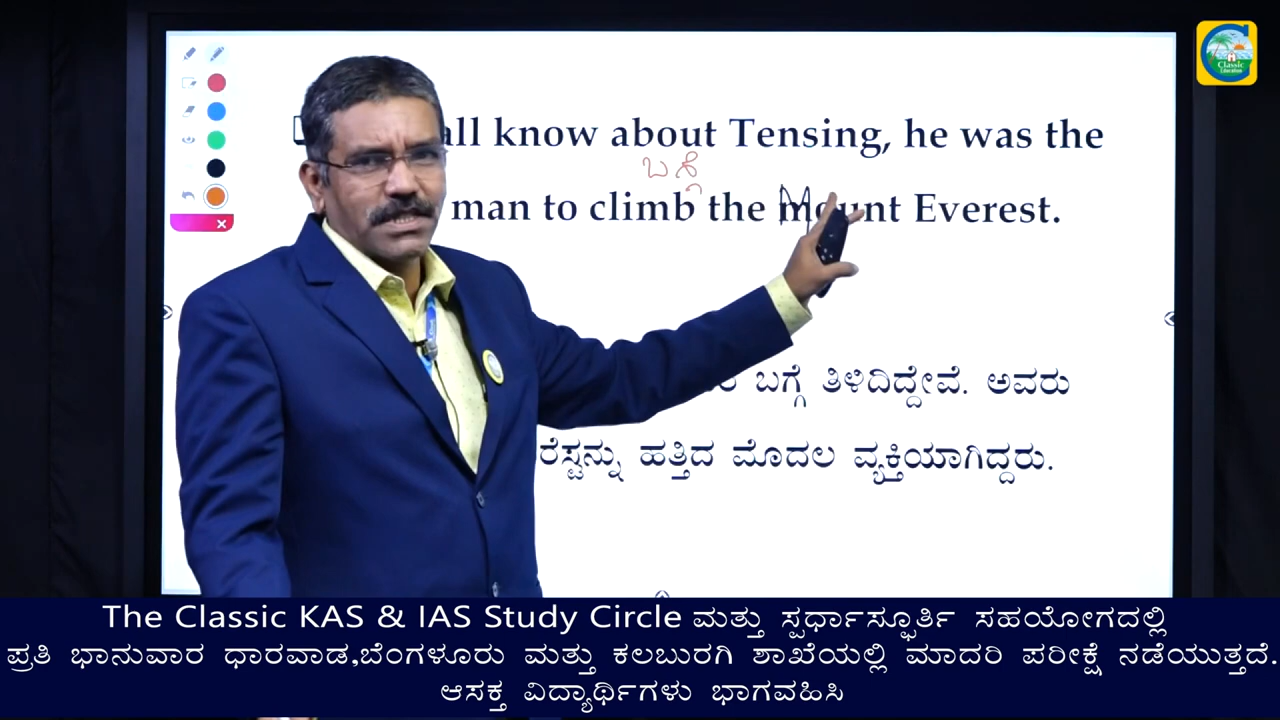 all know about Tensing, he was the
ಬಗ್ಗೆ
M
man to climb the mount Everest.
ಬಗ್ಗೆ ತಿಳಿದಿದ್ದೇವೆ. ಅವರು
ರೆಸ್ಟನ್ನು ಹತ್ತಿದ ಮೊದಲ ವ್ಯಕ್ತಿಯಾಗಿದ್ದರು.
Classic
Education
The Classic KAS & IAS Study Circle ಮತ್ತು ಸ್ಪರ್ಧಾಸ್ಫೂರ್ತಿ ಸಹಯೋಗದಲ್ಲಿ
ಪ್ರತಿ ಭಾನುವಾರ ಧಾರವಾಡ,ಬೆಂಗಳೂರು ಮತ್ತು ಕಲಬುರಗಿ ಶಾಖೆಯಲ್ಲಿ ಮಾದರಿ ಪರೀಕ್ಷೆ ನಡೆಯುತ್ತದೆ.
ಆಸಕ್ತ ವಿದ್ಯಾರ್ಥಿಗಳು ಭಾಗವಹಿಸಿ